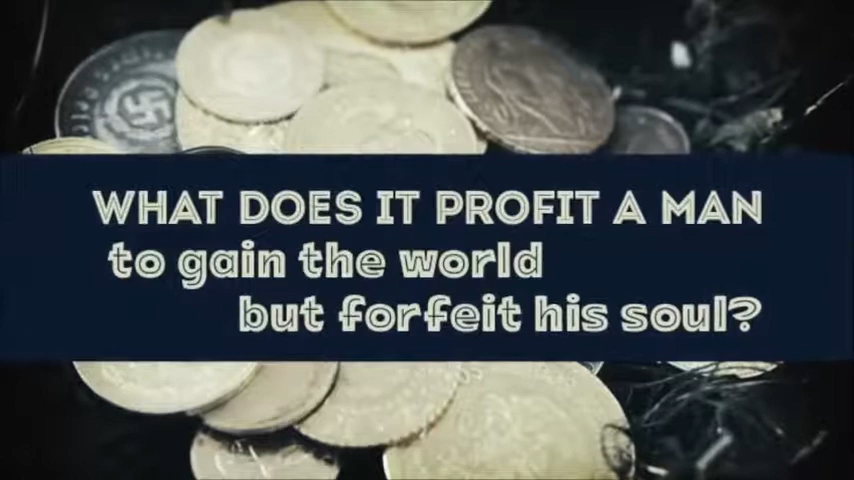 WHAT DOES IT PROFIT A MAN
to gain the world
but forfeit his soul?